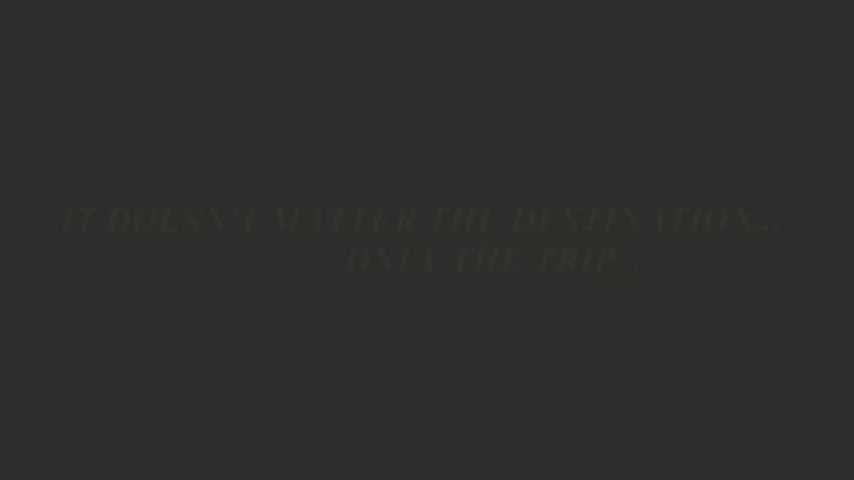 IT DOESN'T MATTER THE DESTINATION...
ONLY THE TRIP...